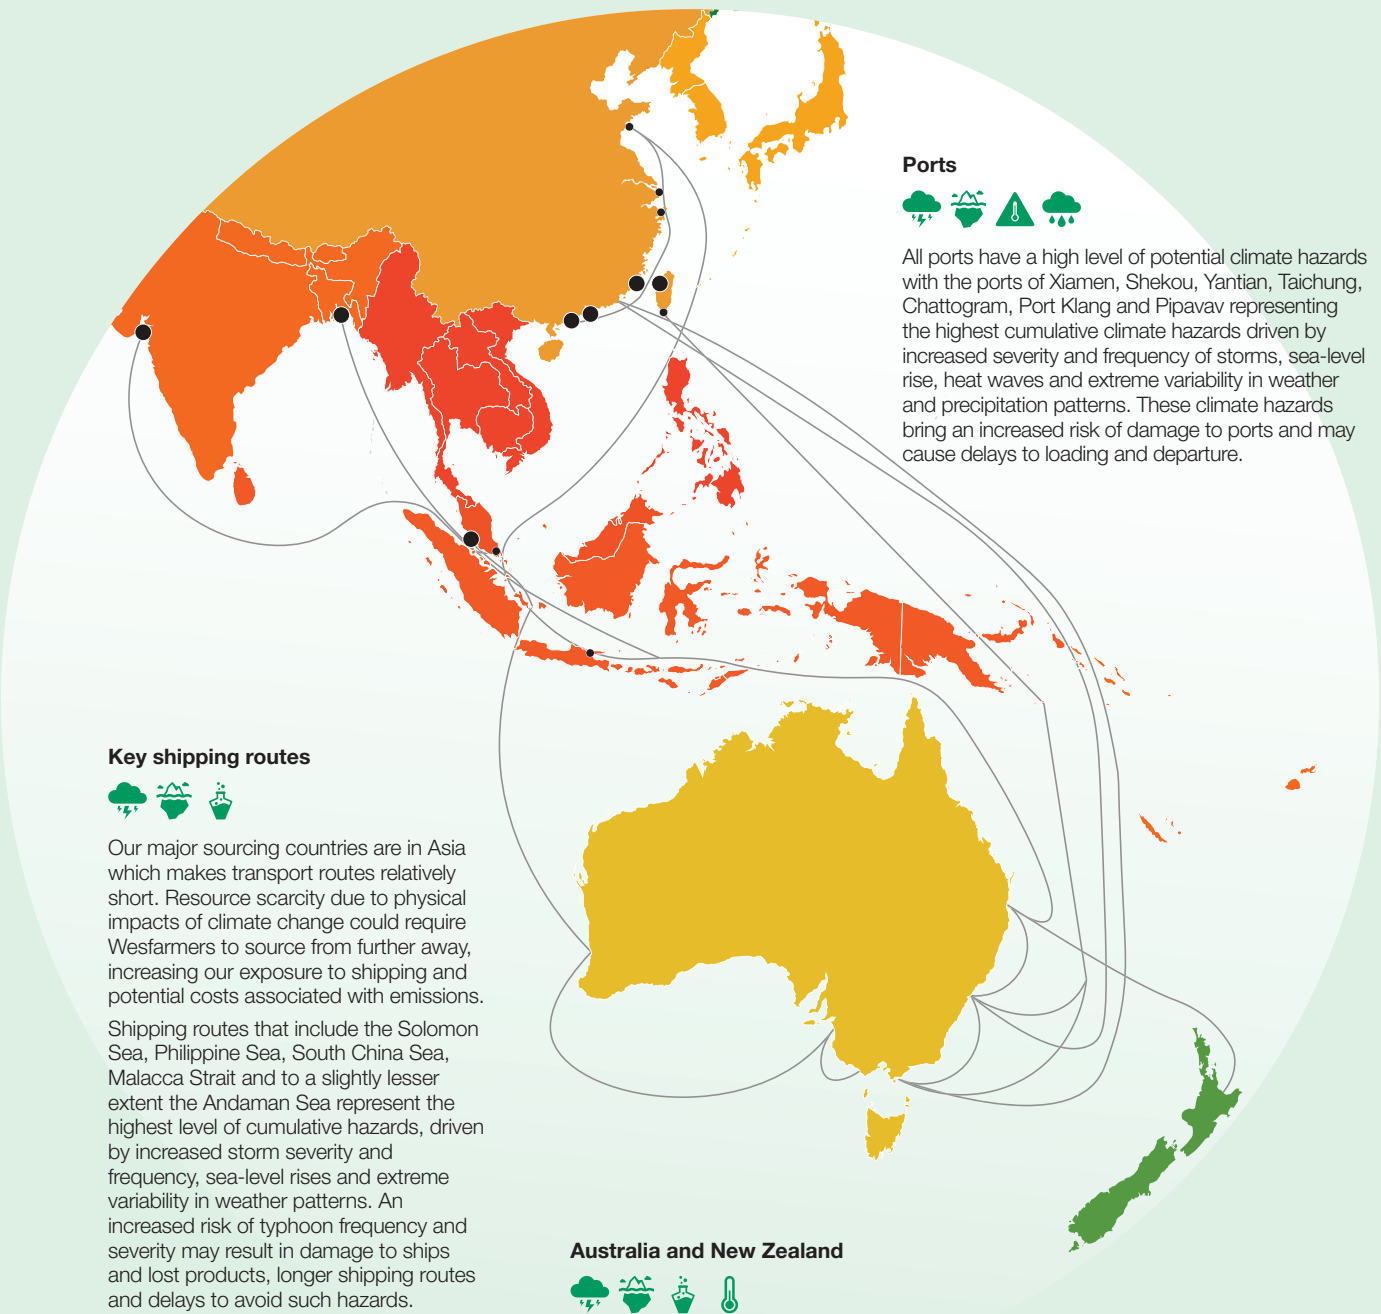 Ports
All ports have a high level of potential climate hazards
with the ports of Xiamen, Shekou, Yantian, Taichung,
Chattogram, Port Klang and Pipavav representing
the highest cumulative climate hazards driven by
increased severity and frequency of storms, sea-level
rise, heat waves and extreme variability in weather
and precipitation patterns. These climate hazards
bring an increased risk of damage to ports and may
cause delays to loading and departure.
Key shipping routes
Our major sourcing countries are in Asia
which makes transport routes relatively
short. Resource scarcity due to physical
impacts of climate change could require
Wesfarmers to source from further away,
increasing our exposure to shipping and
potential costs associated with emissions.
Shipping routes that include the Solomon
Sea, Philippine Sea, South China Sea,
Malacca Strait and to a slightly lesser
extent the Andaman Sea represent the
highest level of cumulative hazards, driven
by increased storm severity and
frequency, sea-level rises and extreme
variability in weather patterns. An
increased risk of typhoon frequency and
severity may result in damage to ships
and lost products, longer shipping routes
and delays to avoid such hazards.
Australia and New Zealand